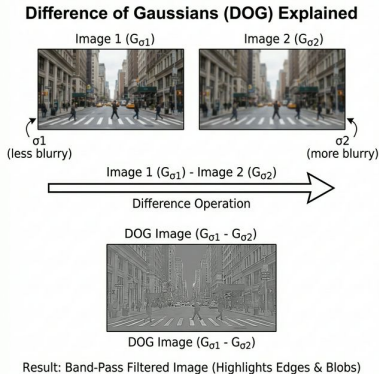 Difference of Gaussians (DOG) Explained
Image 1 (Gσ1)
Image 2 (Gσ2)
σ1
(less blurry)
σ2
(more blurry)
Image 1 (Gσ1) - Image 2 (Gσ2)
Difference Operation
DOG Image (Gσ1 - Gσ2)
DOG Image (Gσ1 - Gσ2)
Result: Band-Pass Filtered Image (Highlights Edges & Blobs)